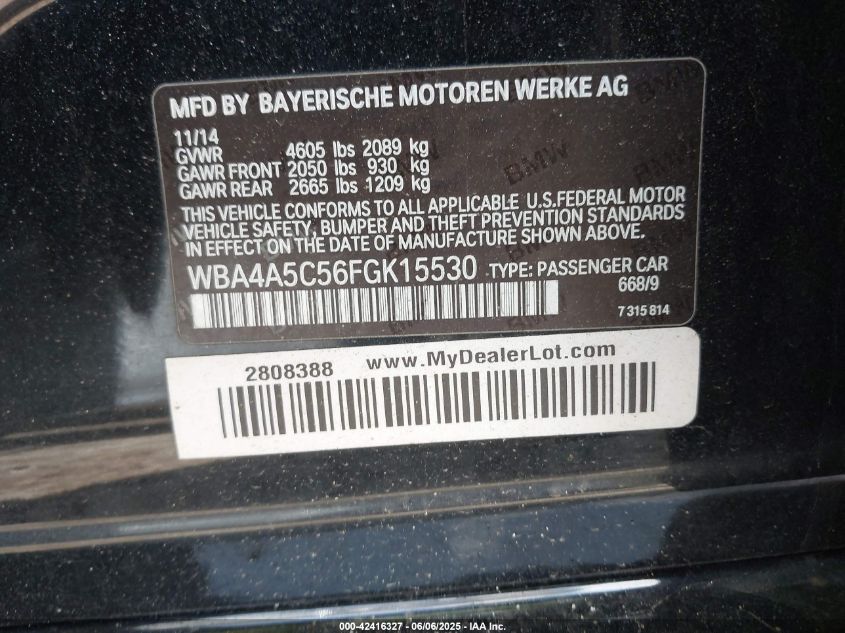 MFD BY BAYERISCHE MOTOREN WERKE AG
11/14
GVWR 4605 lbs 2089 kg
GAWR FRONT 2050 lbs 930 kg
GAWR REAR 2665 lbs 1209 kg
THIS VEHICLE CONFORMS TO ALL APPLICABLE U.S.FEDERAL MOTOR
VEHICLE SAFETY, BUMPER AND THEFT PREVENTION STANDARDS
IN EFFECT ON THE DATE OF MANUFACTURE SHOWN ABOVE.
WBA4A5C56FGK15530 TYPE: PASSENGER CAR
668/9
7 315 814
2808388 www.MyDealerLot.com
000-42416327 - 06/06/2025 - IAA, Inc.